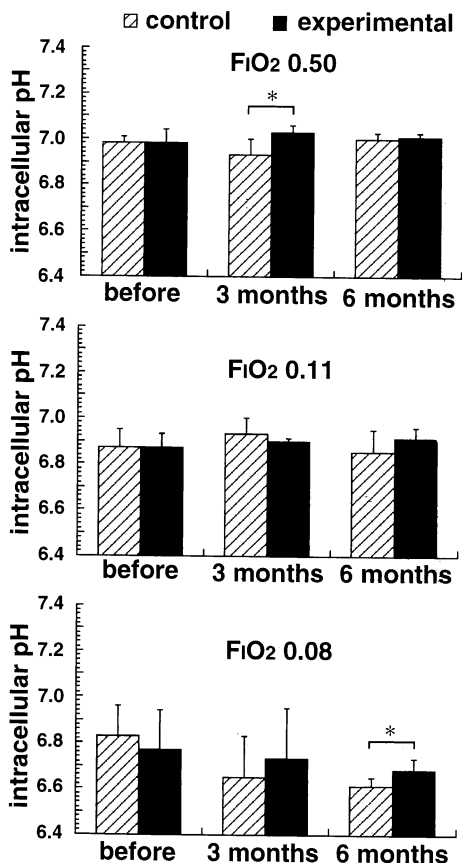 control experimental
FIO2 0.50
*
intracellular pH
7.4
7.2
7.0
6.8
6.6
6.4
before 3 months 6 months
FIO2 0.11
intracellular pH
7.4
7.2
7.0
6.8
6.6
6.4
before 3 months 6 months
FIO2 0.08
*
intracellular pH
7.4
7.2
7.0
6.8
6.6
6.4
before 3 months 6 months